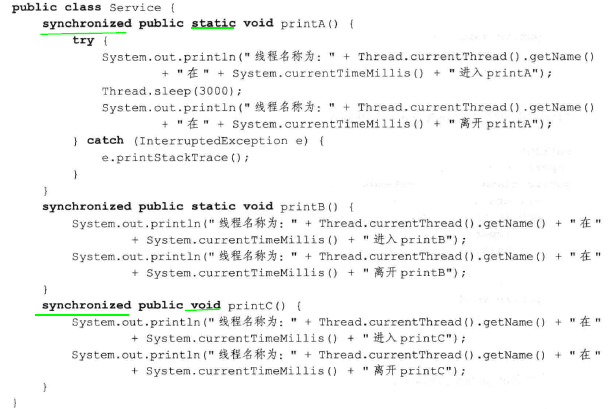 public class Service {
synchronized public static void printA() {
try {
System.out.println("线程名称为：" + Thread.currentThread().getName()
+ "在" + System.currentTimeMillis() + "进入printA");
Thread.sleep(3000);
System.out.println("线程名称为：" + Thread.currentThread().getName()
+ "在" + System.currentTimeMillis() + "离开printA");
} catch (InterruptedException e) {
e.printStackTrace();
}
}
synchronized public static void printB() {
System.out.println("线程名称为：" + Thread.currentThread().getName() + "在"
+ System.currentTimeMillis() + "进入printB");
System.out.println("线程名称为：" + Thread.currentThread().getName() + "在"
+ System.currentTimeMillis() + "离开printB");
}
synchronized public void printC() {
System.out.println("线程名称为：" + Thread.currentThread().getName() + "在"
+ System.currentTimeMillis() + "进入printC");
System.out.println("线程名称为：" + Thread.currentThread().getName() + "在"
+ System.currentTimeMillis() + "离开printC");
}
}